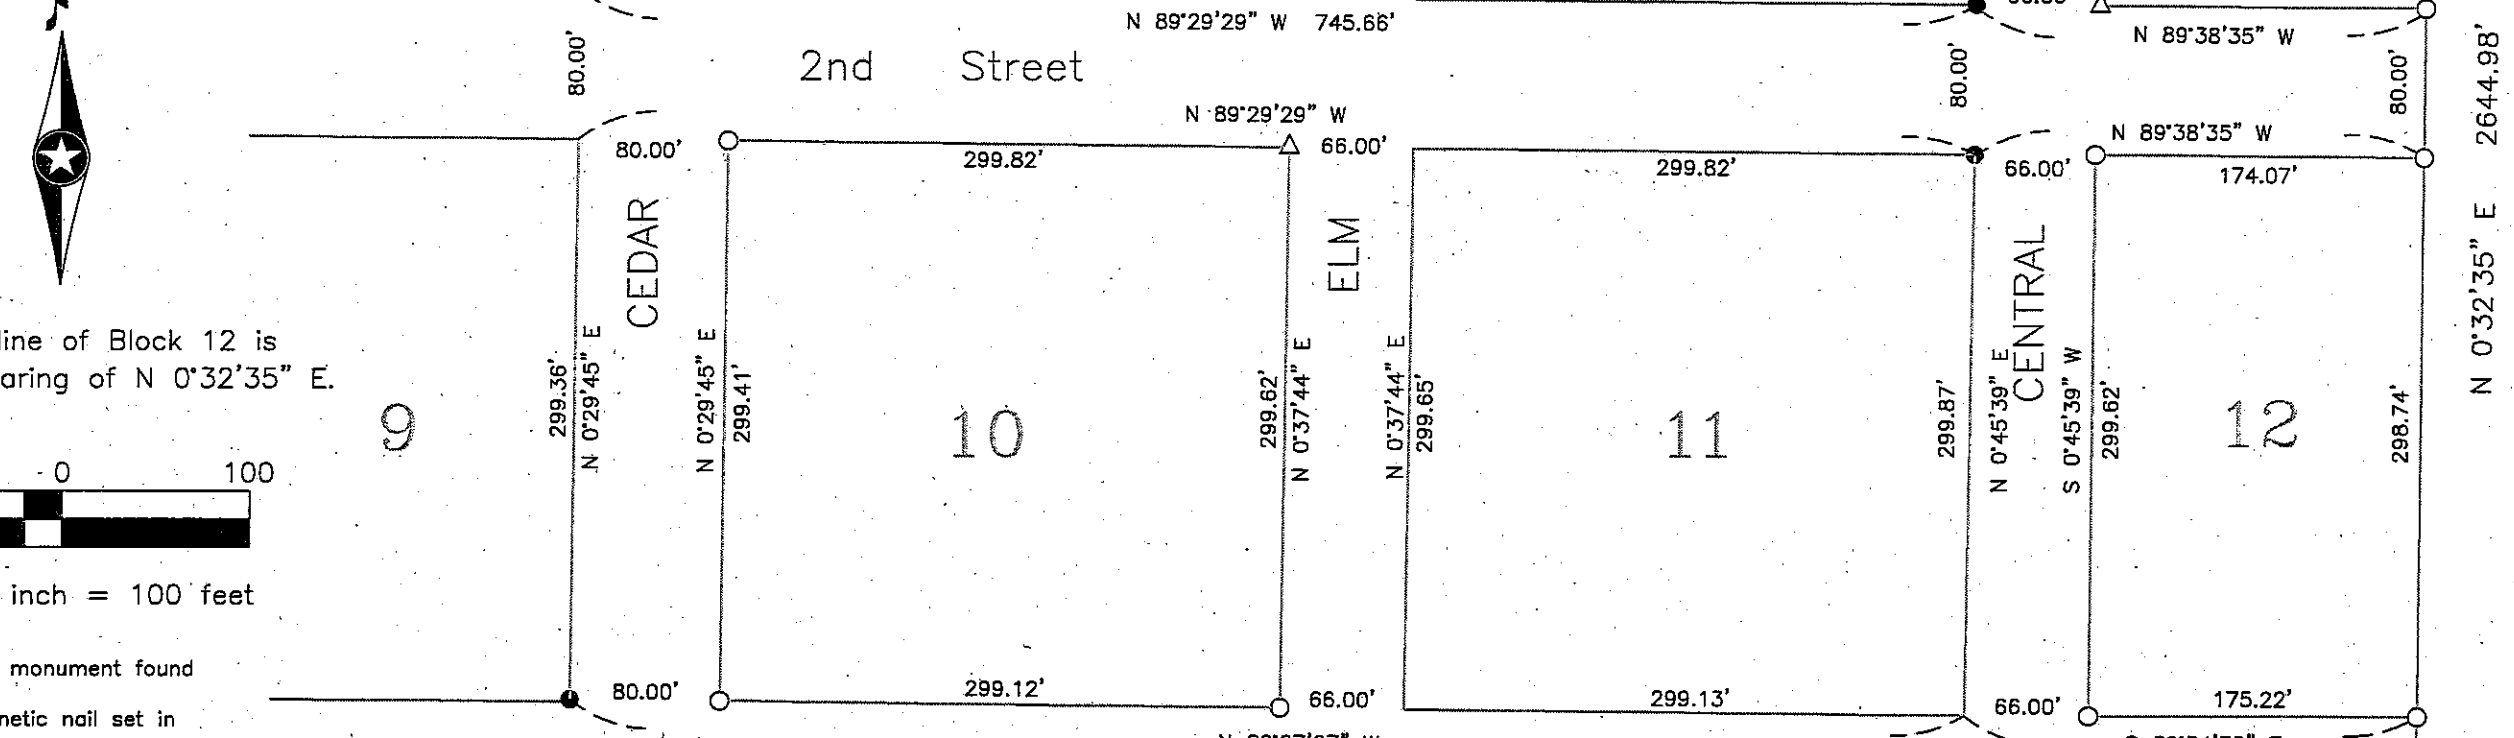 N 89°29'29" W 745.66'
N 89°38'35" W
80.00'
2nd Street
80.00'
80.00'
2644.98'
N 0°32'35" E
N 89°29'29" W
N 89°38'35" W
80.00'
299.82'
66.00'
299.82'
66.00'
174.07'
CEDAR
ELM
CENTRAL
line of Block 12 is
aring of N 0°32'35" E.
299.36'
N 0°29'45" E
N 0°29'45" E
299.41'
299.62'
N 0°37'44" E
N 0°37'44" E
299.65'
299.87'
N 0°45'39" E
S 0°45'39" W
299.62'
298.74'
9
10
11
12
0 100
inch = 100 feet
monument found
netic nail set in
80.00'
299.12'
66.00'
299.13'
66.00'
175.22'